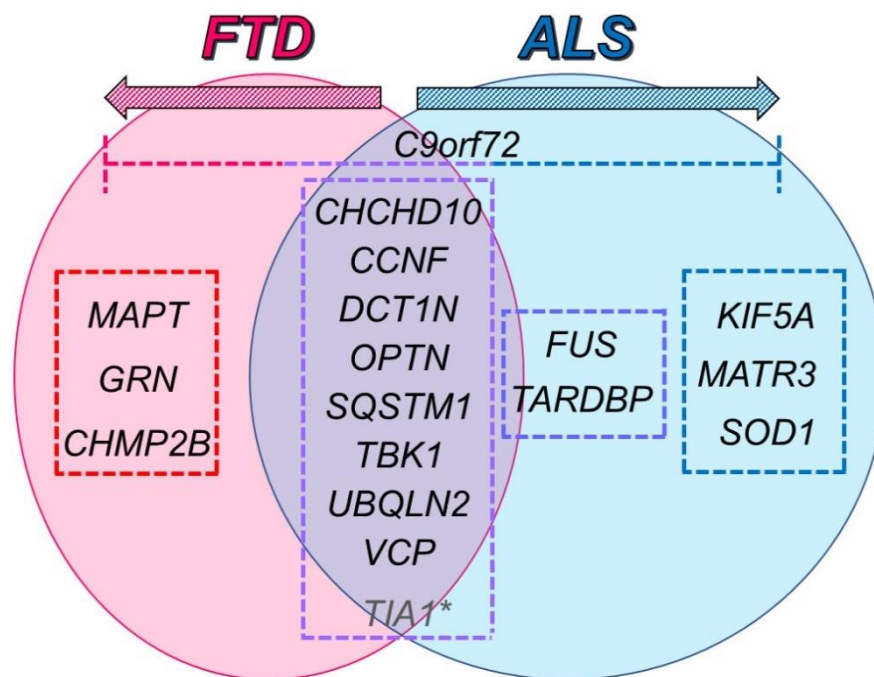 FTD
ALS
C9orf72
MAPT
GRN
CHMP2B
CHCHD10
CCNF
DCT1N
OPTN
SQSTM1
TBK1
UBQLN2
VCP
TIA1*
FUS
TARDBP
KIF5A
MATR3
SOD1